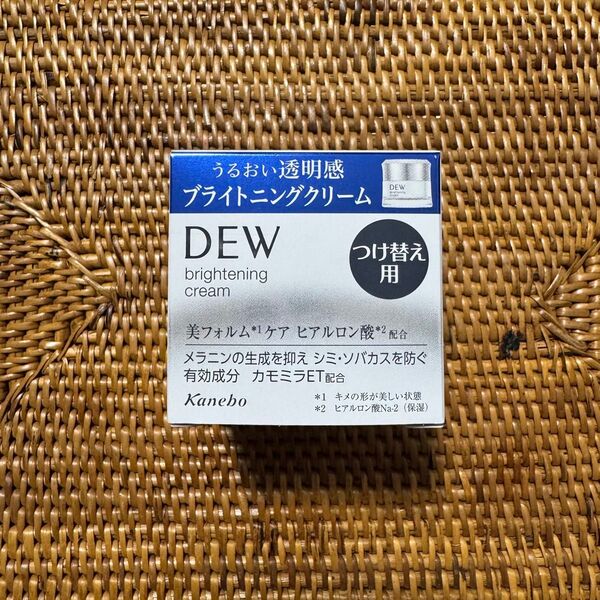 うるおい透明感
ブライトニングクリーム
DEW
DEW
brightening
cream
つけ替え
用
美フォルム*1ケア ヒアルロン酸*2配合
メラニンの生成を抑え シミ・ソバカスを防ぐ
有効成分 カモミラET配合
Kanebo
*1 キメの形が美しい状態
*2 ヒアルロン酸Na-2（保湿）